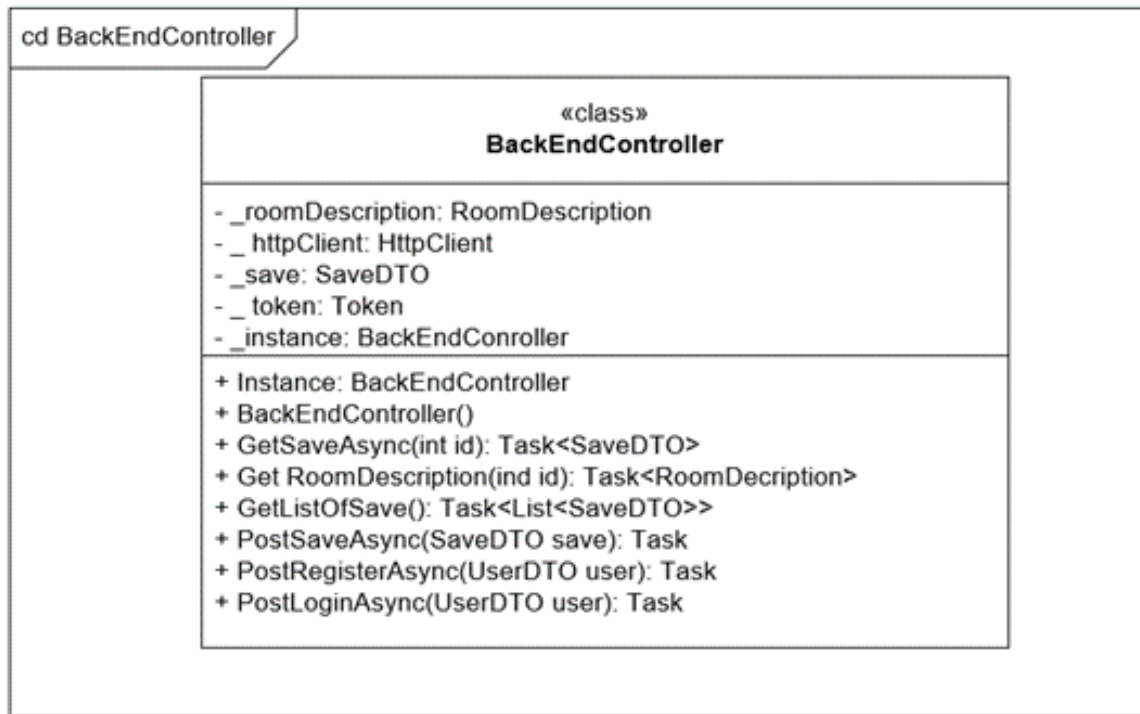 cd BackEndController
«class»
BackEndController
- _roomDescription: RoomDescription
- _ httpClient: HttpClient
- _save: SaveDTO
- _ token: Token
- _instance: BackEndConroller
+ Instance: BackEndController
+ BackEndController()
+ GetSaveAsync(int id): Task<SaveDTO>
+ Get RoomDescription(ind id): Task<RoomDecription>
+ GetListOfSave(): Task<List<SaveDTO>>
+ PostSaveAsync(SaveDTO save): Task
+ PostRegisterAsync(UserDTO user): Task
+ PostLoginAsync(UserDTO user): Task